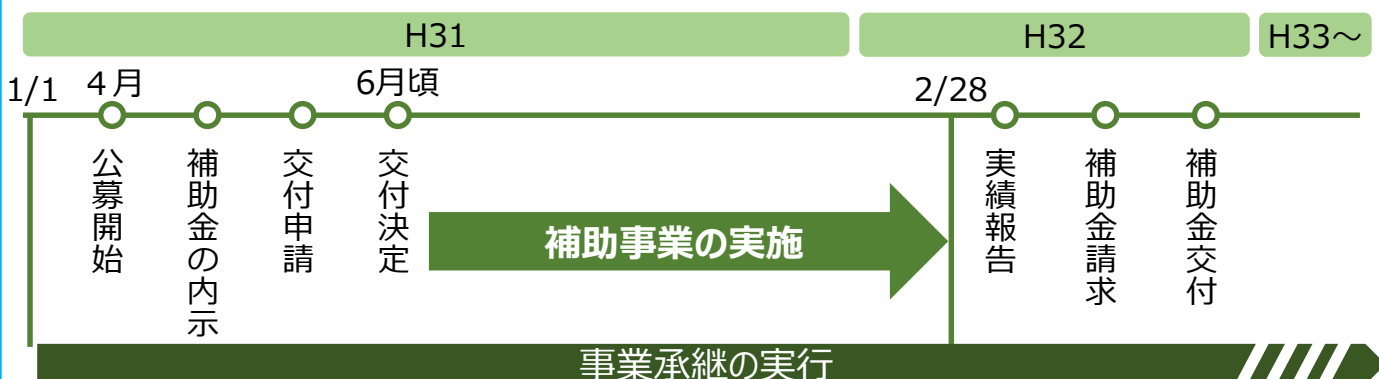 H31
H32
H33～
1/1
４月
6月頃
2/28
公募開始
補助金の内示
交付申請
交付決定
補助事業の実施
実績報告
補助金請求
補助金交付
事業承継の実行